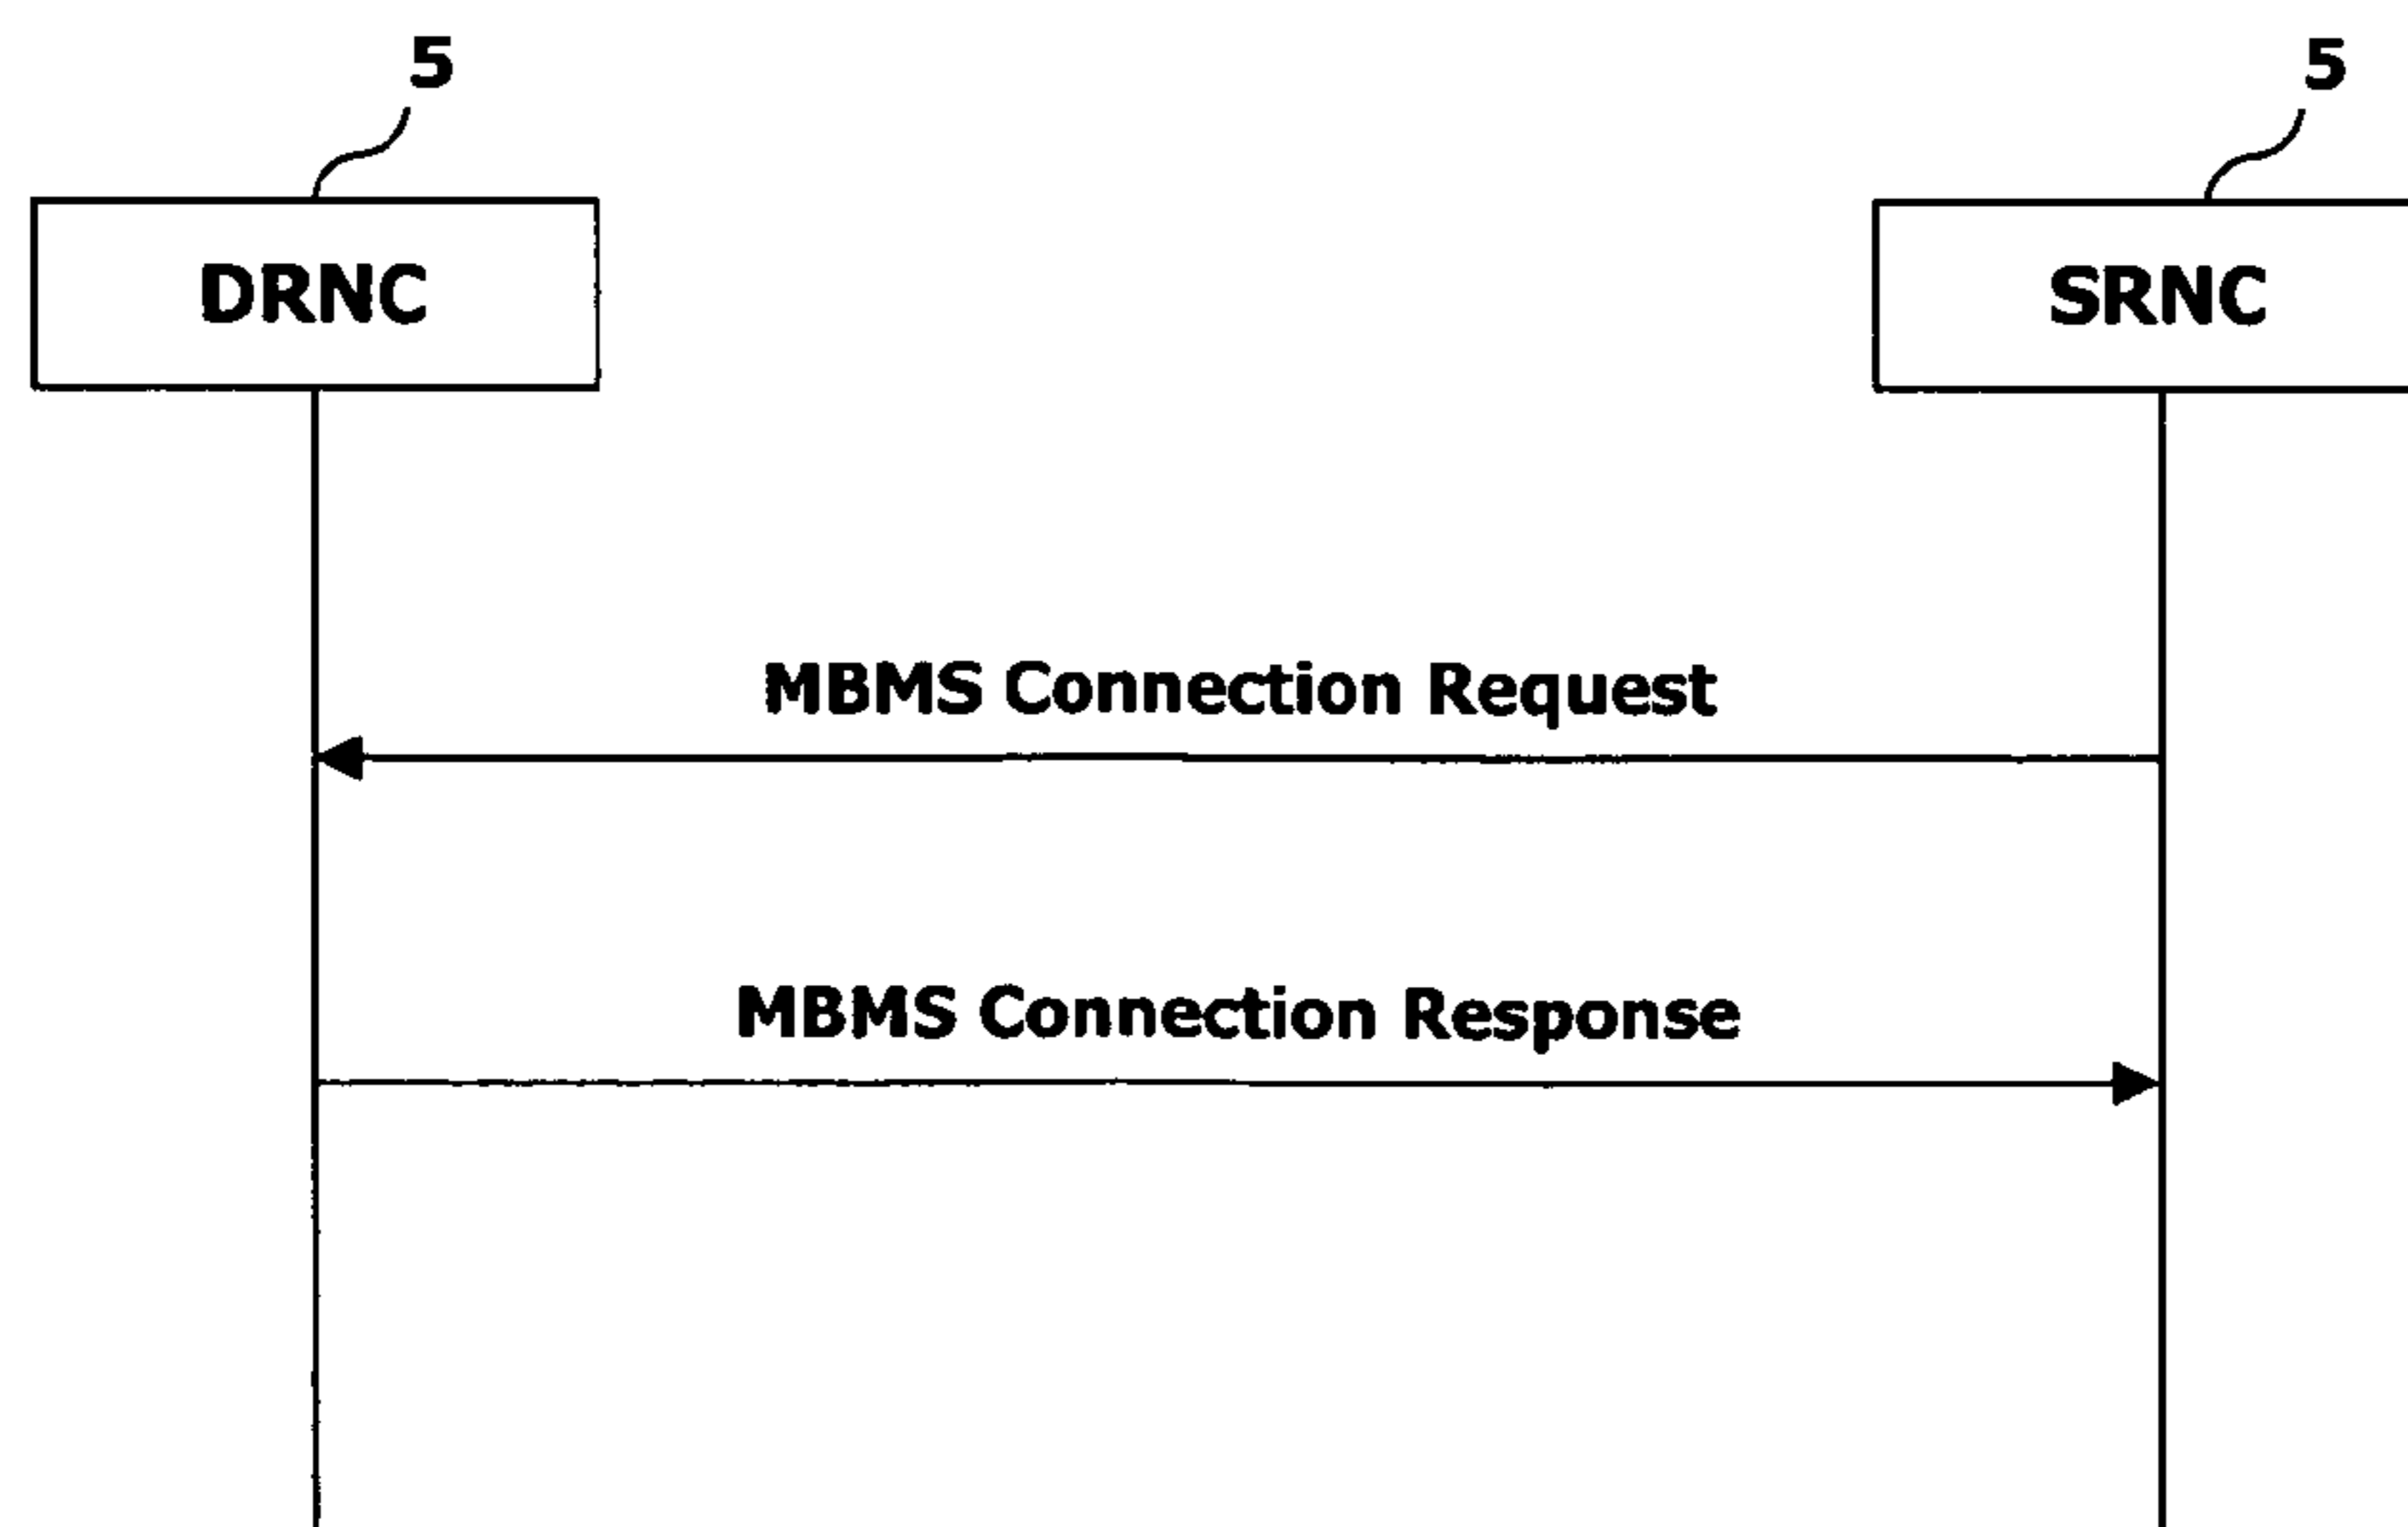 5
5
DRNC
SRNC
MBMS Connection Request
MBMS Connection Response